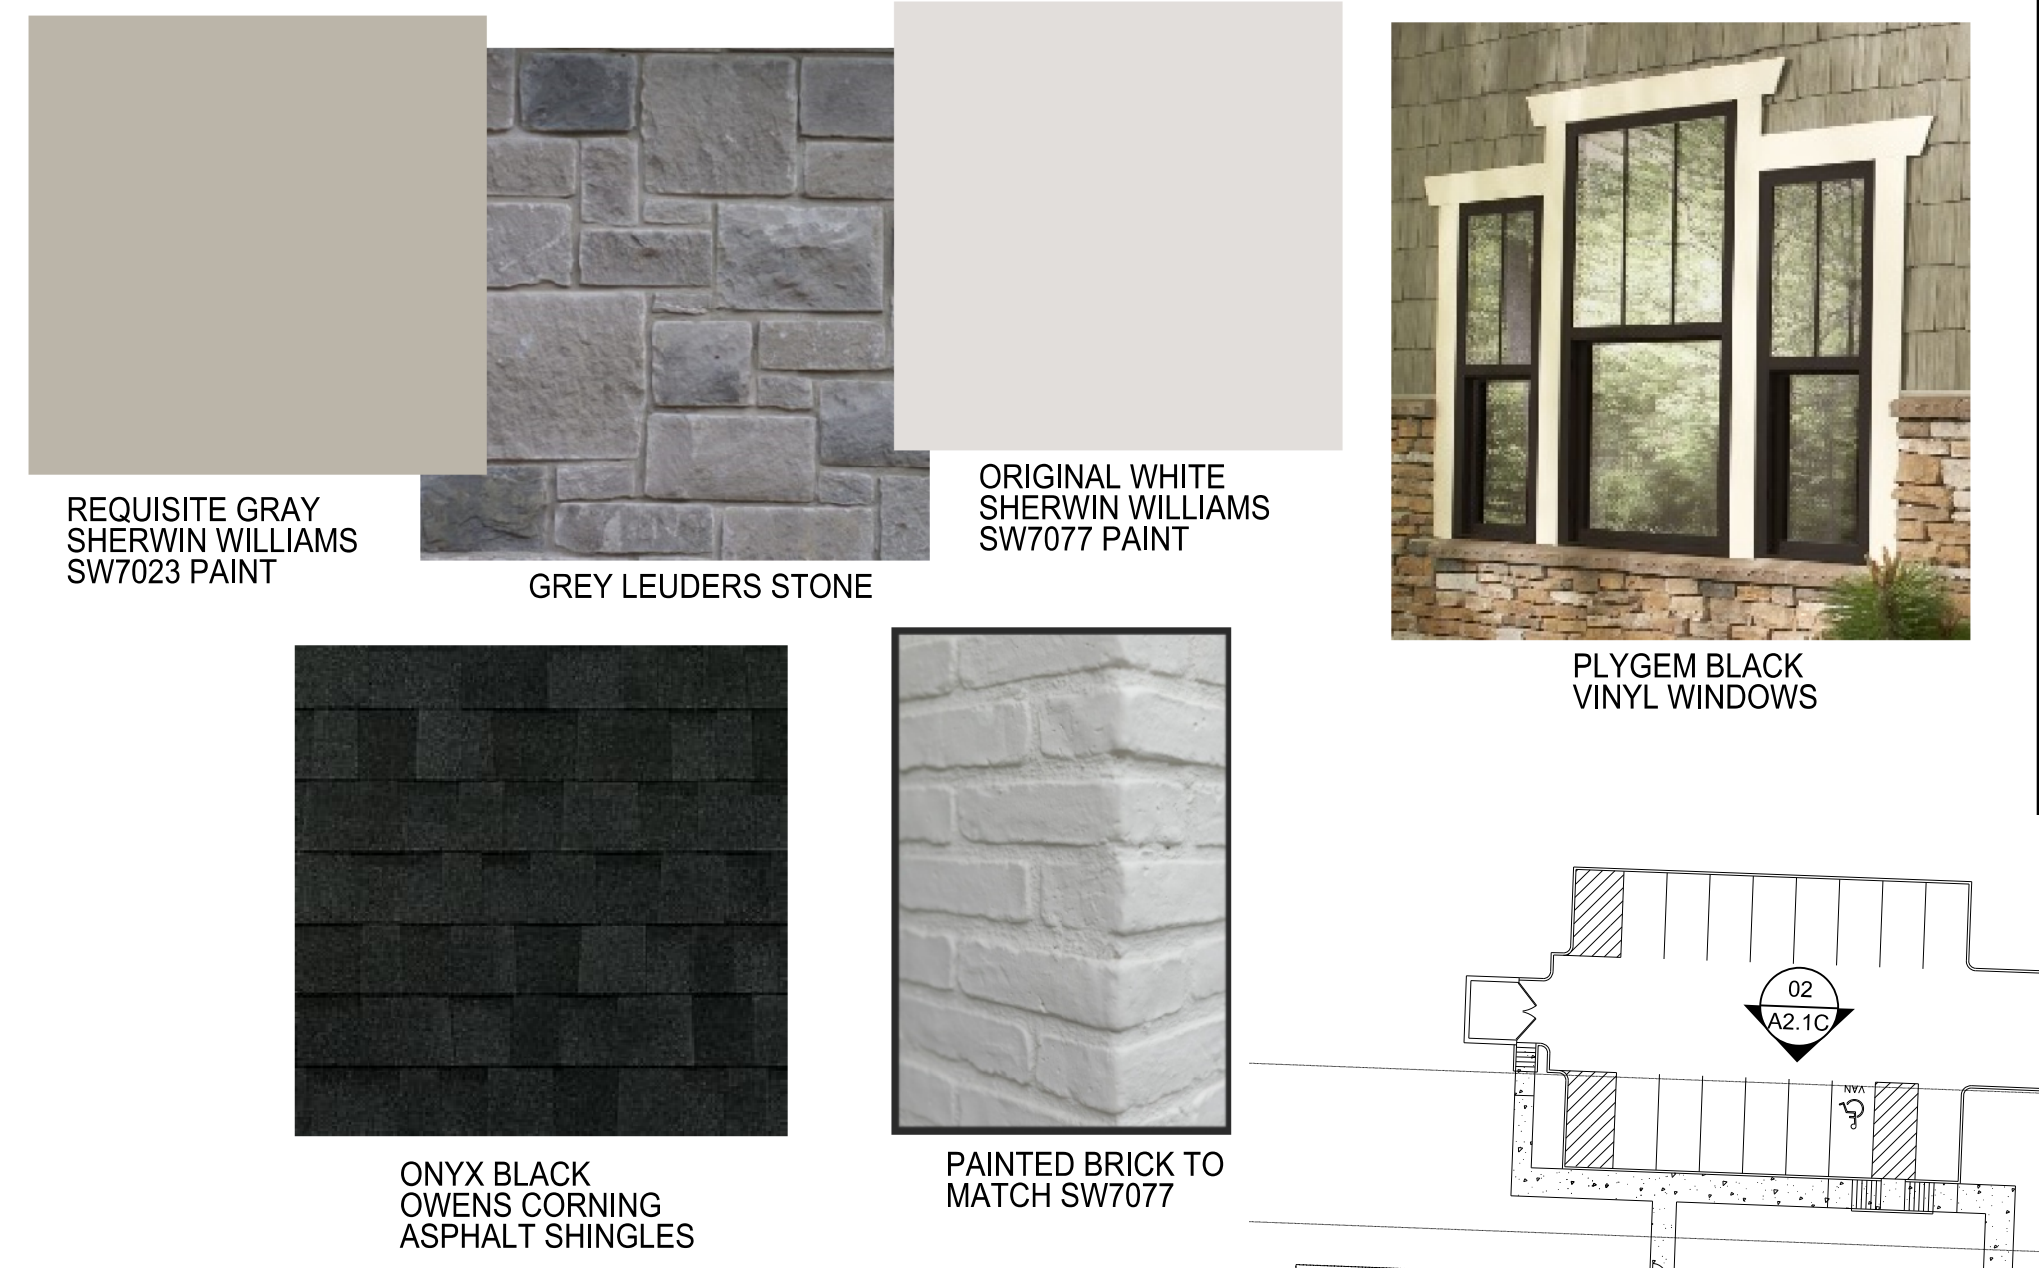 REQUISITE GRAY
SHERWIN WILLIAMS
SW7023 PAINT
GREY LEUDERS STONE
ORIGINAL WHITE
SHERWIN WILLIAMS
SW7077 PAINT
PLYGEM BLACK
VINYL WINDOWS
ONYX BLACK
OWENS CORNING
ASPHALT SHINGLES
PAINTED BRICK TO
MATCH SW7077
02
A2.1C
VAN